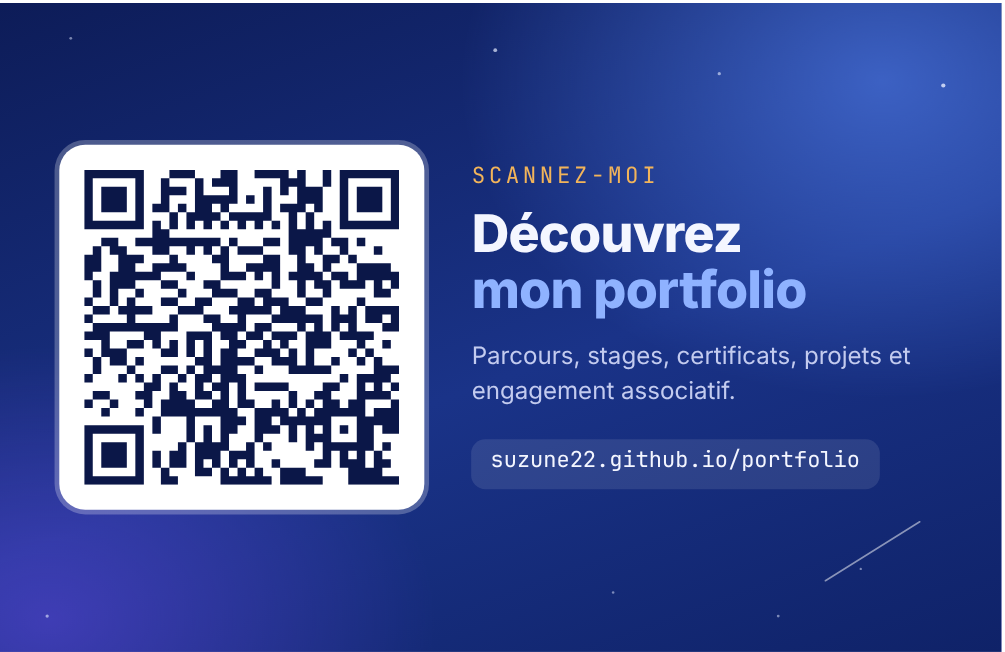 SCANNEZ-MOI
Découvrez
mon portfolio
Parcours, stages, certificats, projets et
engagement associatif.
suzune22.github.io/portfolio